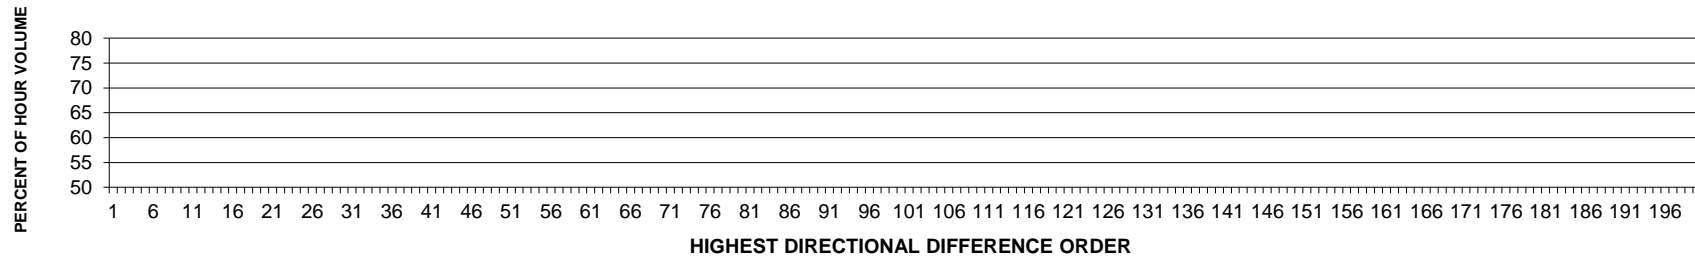 PERCENT OF HOUR VOLUME
80
75
70
65
60
55
50
1 6 11 16 21 26 31 36 41 46 51 56 61 66 71 76 81 86 91 96 101 106 111 116 121 126 131 136 141 146 151 156 161 166 171 176 181 186 191 196
HIGHEST DIRECTIONAL DIFFERENCE ORDER